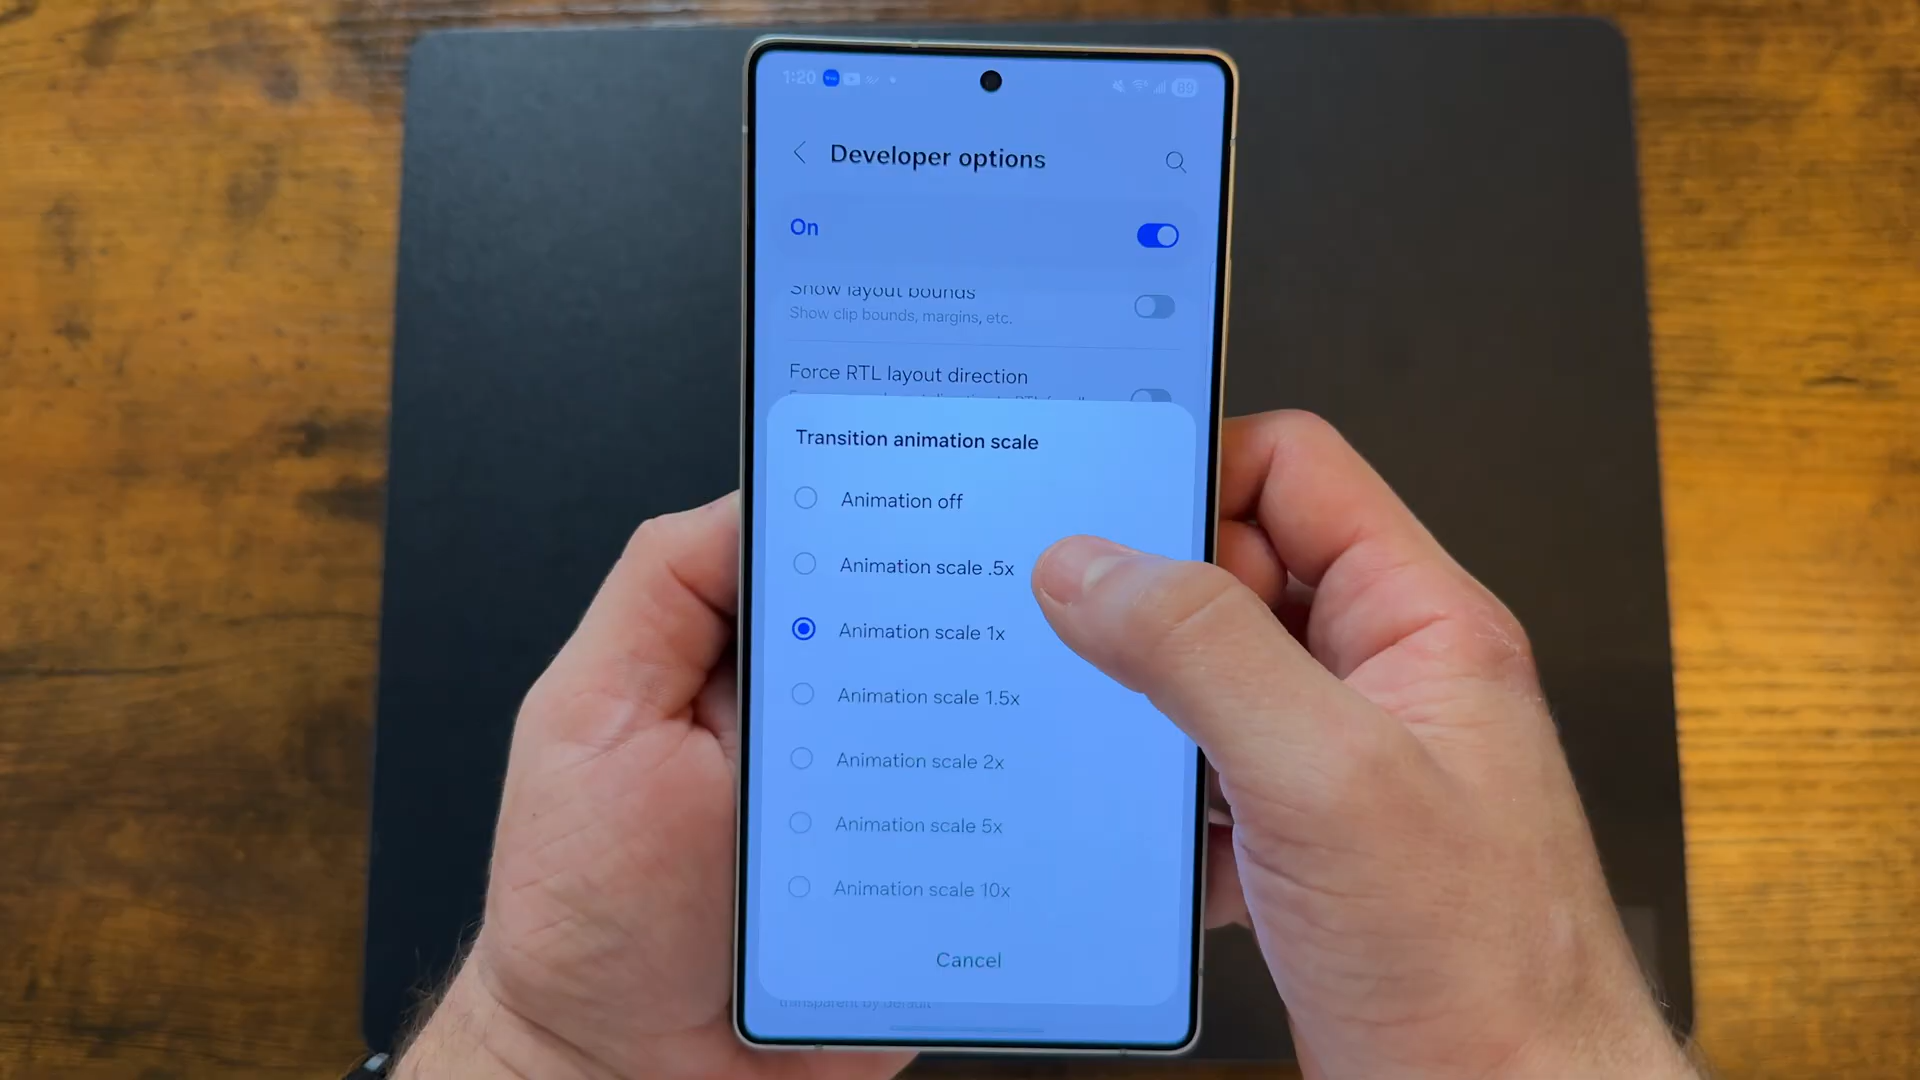 1:20
89
Developer options
On
Show layout bounds
Show clip bounds, margins, etc.
Force RTL layout direction
Transition animation scale
Animation off
Animation scale .5x
Animation scale 1x
Animation scale 1.5x
Animation scale 2x
Animation scale 5x
Animation scale 10x
Cancel
transparent by default